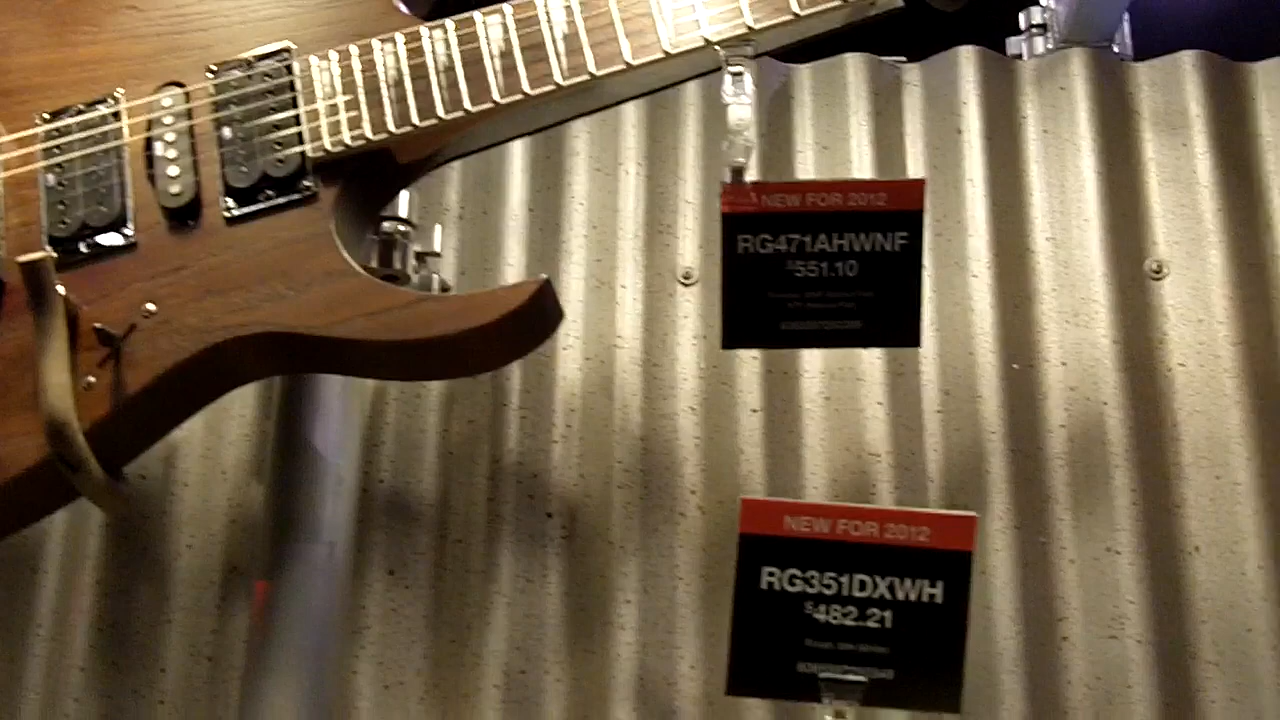 NEW FOR 2012
RG471AHWNF
$551.10
NEW FOR 2012
RG351DXWH
$482.21